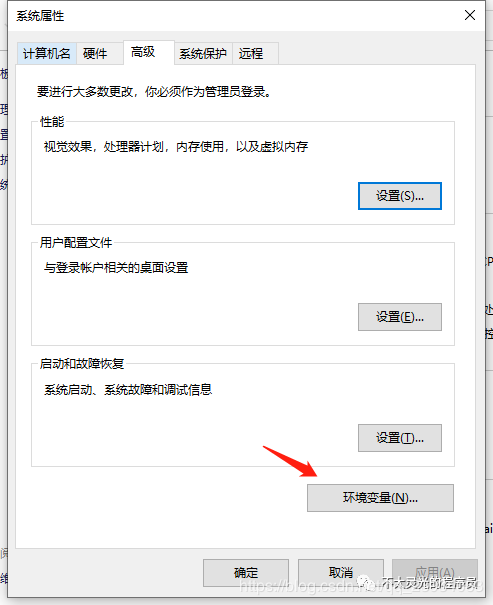 系统属性
计算机名 硬件 高级 系统保护 远程
要进行大多数更改，你必须作为管理员登录。
性能
视觉效果，处理器计划，内存使用，以及虚拟内存
设置(S)...
用户配置文件
与登录帐户相关的桌面设置
设置(E)...
启动和故障恢复
系统启动、系统故障和调试信息
设置(T)...
环境变量(N)...
确定 取消 应用(A)
不太灵光的程序员